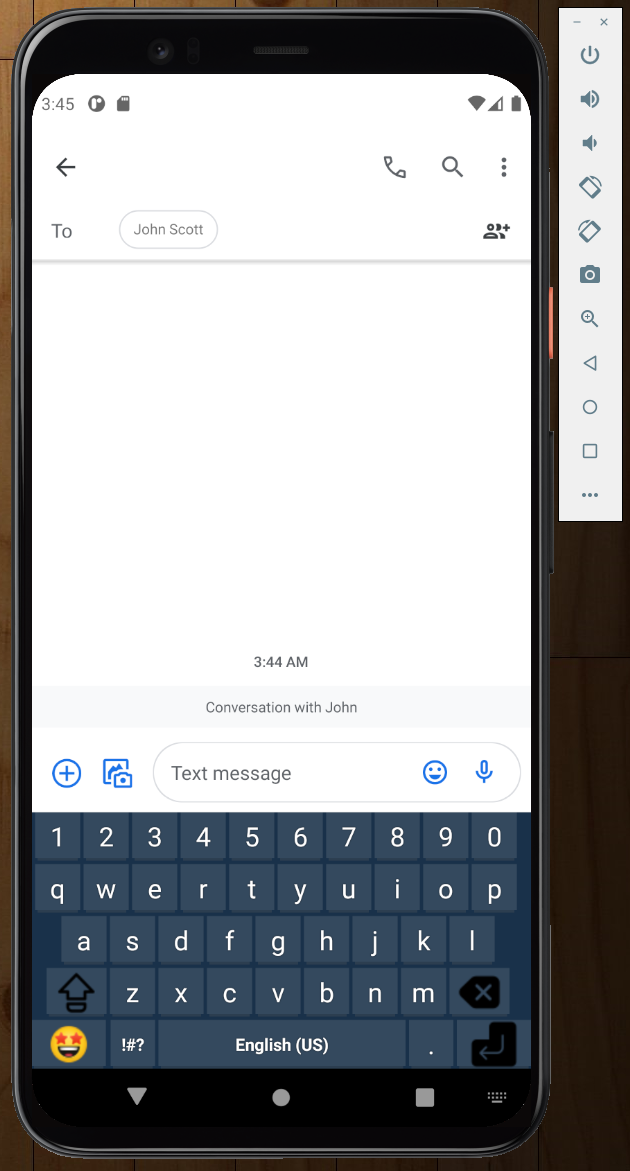 3:45
To John Scott
3:44 AM
Conversation with John
Text message
1 2 3 4 5 6 7 8 9 0
q w e r t y u i o p
a s d f g h j k l
z x c v b n m
!#? English (US) .